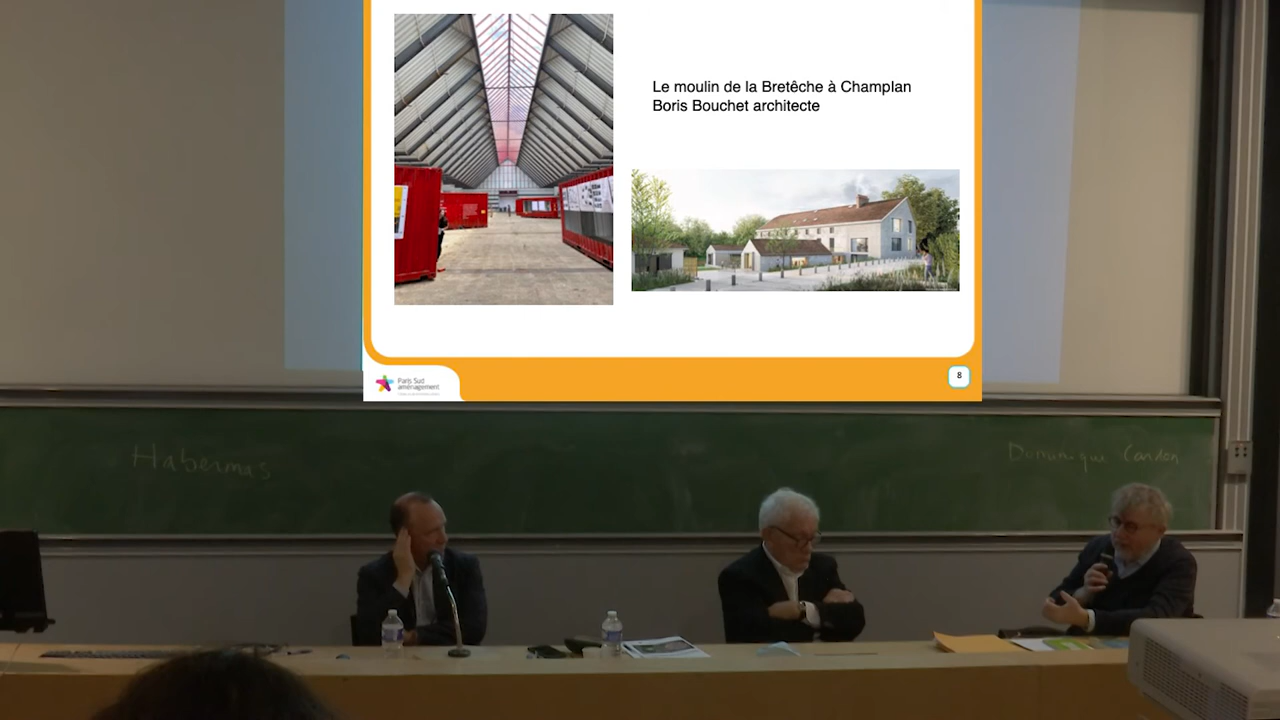 Le moulin de la Bretêche à Champlan
Boris Bouchet architecte
Paris Sud
aménagement
8
Habermas
Dominique Cardon